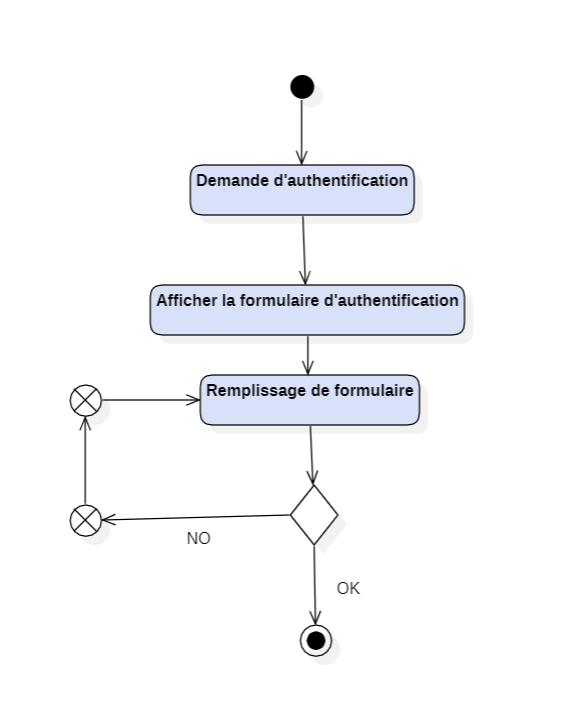 Demande d'authentification
Afficher la formulaire d'authentification
Remplissage de formulaire
NO
OK